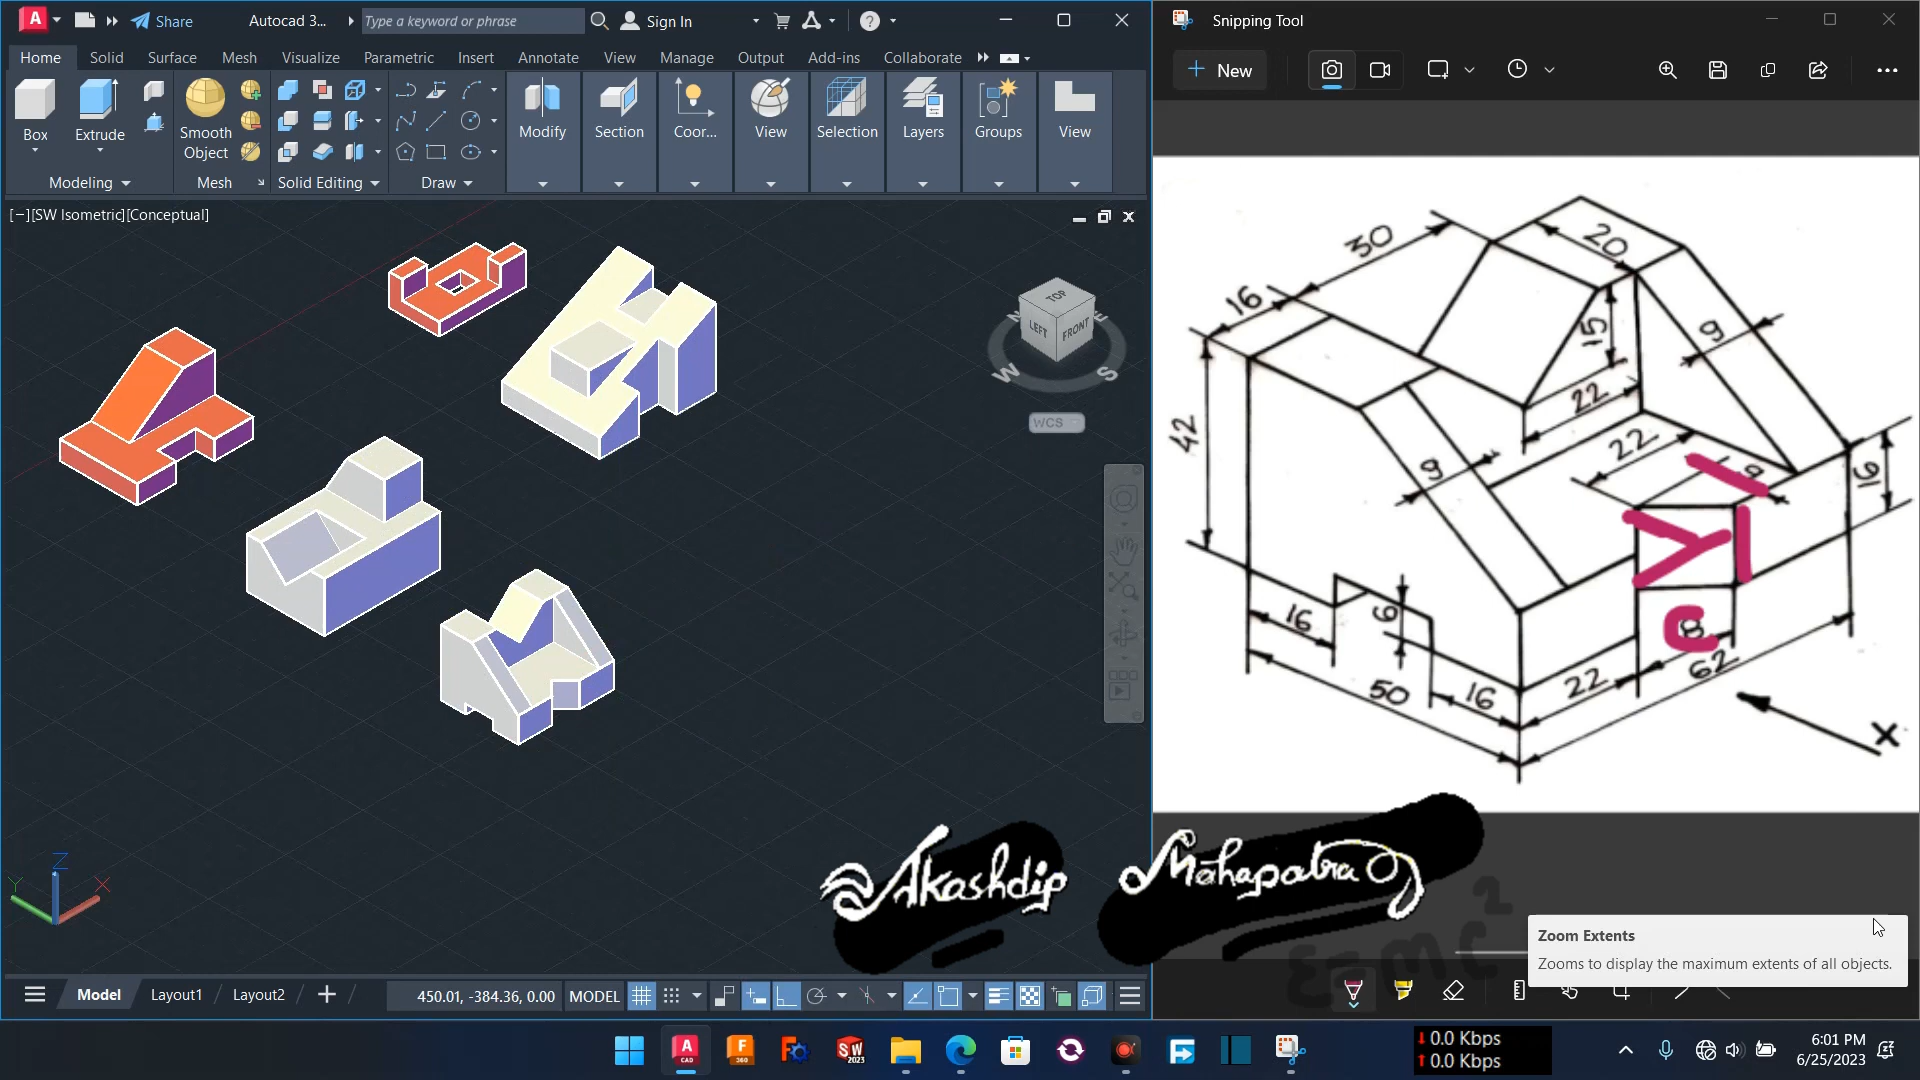 Share
Autocad 3...
Type a keyword or phrase
Sign In
Home Solid Surface Mesh Visualize Parametric Insert Annotate View Manage Output Add-ins Collaborate
Box
Extrude
Smooth Object
Modify
Section
Coor...
View
Selection
Layers
Groups
View
Modeling
Mesh
Solid Editing
Draw
[−][SW Isometric][Conceptual]
TOP
LEFT
FRONT
N
E
W
S
WCS
Z
Y
X
Model
Layout1
Layout2
450.01, -384.36, 0.00
MODEL
Snipping Tool
New
30
20
16
15
9
22
42
22
9
9
16
16
6
8
62
22
50
16
X
Akashdip
Mahapatra
E=mc²
Zoom Extents
Zooms to display the maximum extents of all objects.
A CAD
F 360
SW 2023
0.0 Kbps
0.0 Kbps
6:01 PM
6/25/2023